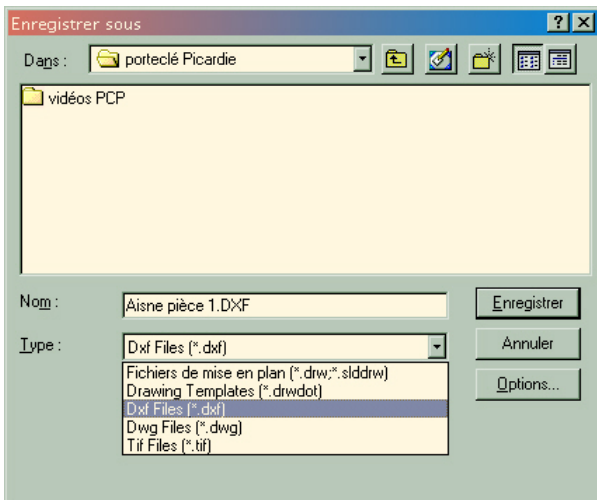 Enregistrer sous
Dans : porteclé Picardie
vidéos PCP
Nom : Aisne pièce 1.DXF Enregistrer
Type : Dxf Files (*.dxf) Annuler
Fichiers de mise en plan (*.drw;*.slddrw)
Drawing Templates (*.drwdot) Options...
Dxf Files (*.dxf)
Dwg Files (*.dwg)
Tif Files (*.tif)